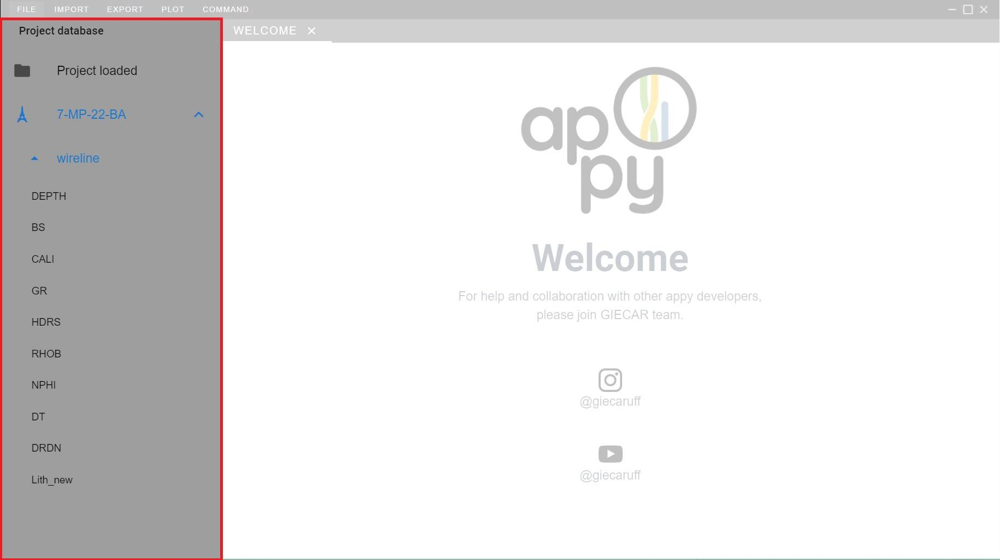 FILE IMPORT EXPORT PLOT COMMAND
Project database
Project loaded
7-MP-22-BA
wireline
DEPTH
BS
CALI
GR
HDRS
RHOB
NPHI
DT
DRDN
Lith_new
WELCOME
ap
py
Welcome
For help and collaboration with other appy developers,
please join GIECAR team.
@giecaruff
@giecaruff